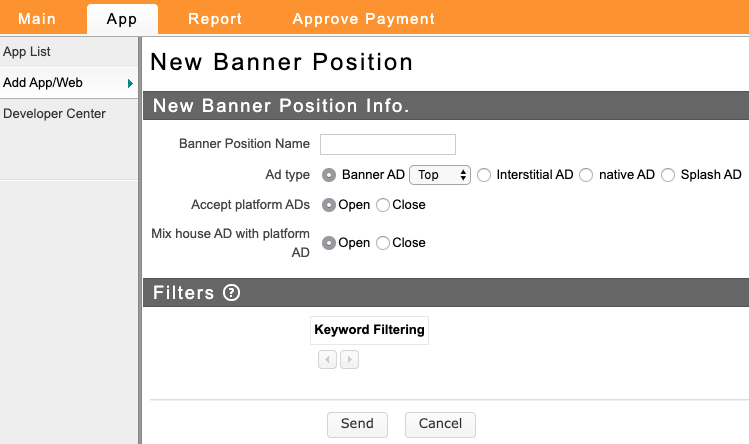 Main App Report Approve Payment
App List
Add App/Web
Developer Center
New Banner Position
New Banner Position Info.
Banner Position Name
Ad type Banner AD Top Interstitial AD native AD Splash AD
Accept platform ADs Open Close
Mix house AD with platform
AD Open Close
Filters ?
Keyword Filtering
Send Cancel